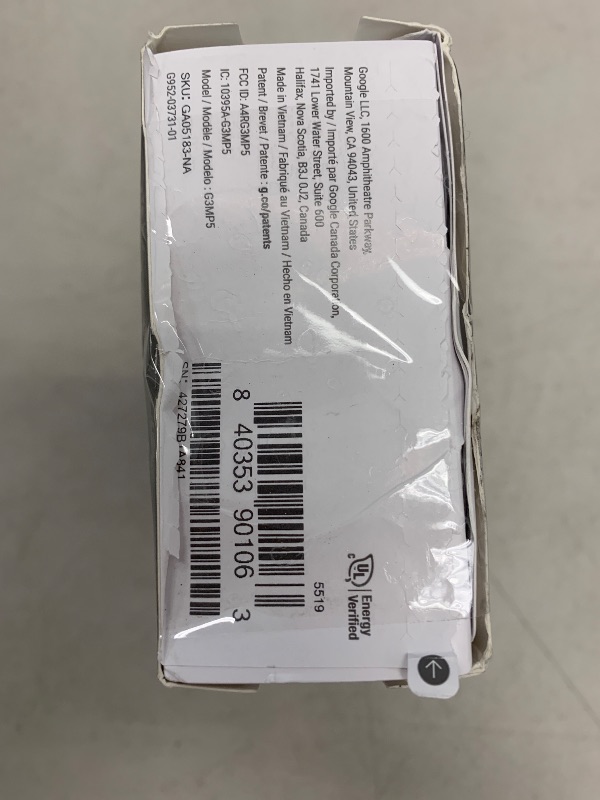 Google LLC, 1600 Amphitheatre Parkway,
Mountain View, CA 94043, United States
Imported by / Importé par Google Canada Corporation,
1741 Lower Water Street, Suite 600
Halifax, Nova Scotia, B3J 0J2, Canada
Made in Vietnam / Fabriqué au Vietnam / Hecho en Vietnam
Patent / Brevet / Patente : g.co/patents
FCC ID: A4RG3MP5
IC: 10395A-G3MP5
Model / Modèle / Modelo : G3MP5
SKU: GA05183-NA
G952-03731-01
c UL Energy
Verified
5519
8 40353 90106 3
SN: